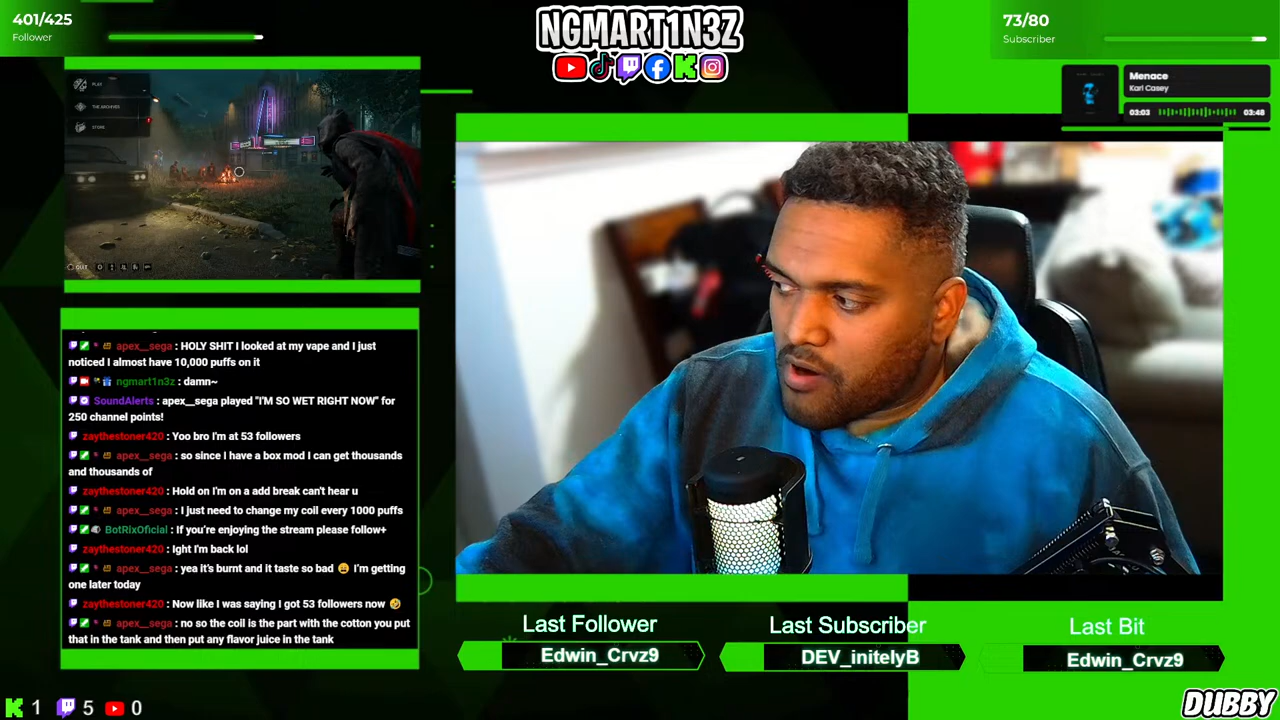 401/425
Follower
NGMART1N3Z
73/80
Subscriber
Menace
Karl Casey
03:03
03:48
PLAY
THE ARCHIVES
STORE
QUIT
apex__sega : HOLY SHIT I looked at my vape and I just
noticed I almost have 10,000 puffs on it
ngmart1n3z : damn~
SoundAlerts : apex__sega played "I'M SO WET RIGHT NOW" for
250 channel points!
zaythestoner420 : Yoo bro I'm at 53 followers
apex__sega : so since I have a box mod I can get thousands
and thousands of
zaythestoner420 : Hold on I'm on a add break can't hear u
apex__sega : I just need to change my coil every 1000 puffs
BotRixOficial : If you're enjoying the stream please follow+
zaythestoner420 : Ight I'm back lol
apex__sega : yea it's burnt and it taste so bad 😩 I'm getting
one later today
zaythestoner420 : Now like I was saying I got 53 followers now 🤣
apex__sega : no so the coil is the part with the cotton you put
that in the tank and then put any flavor juice in the tank
Last Follower
Edwin_Crvz9
Last Subscriber
DEV_initelyB
Last Bit
Edwin_Crvz9
1
5
0
DUBBY